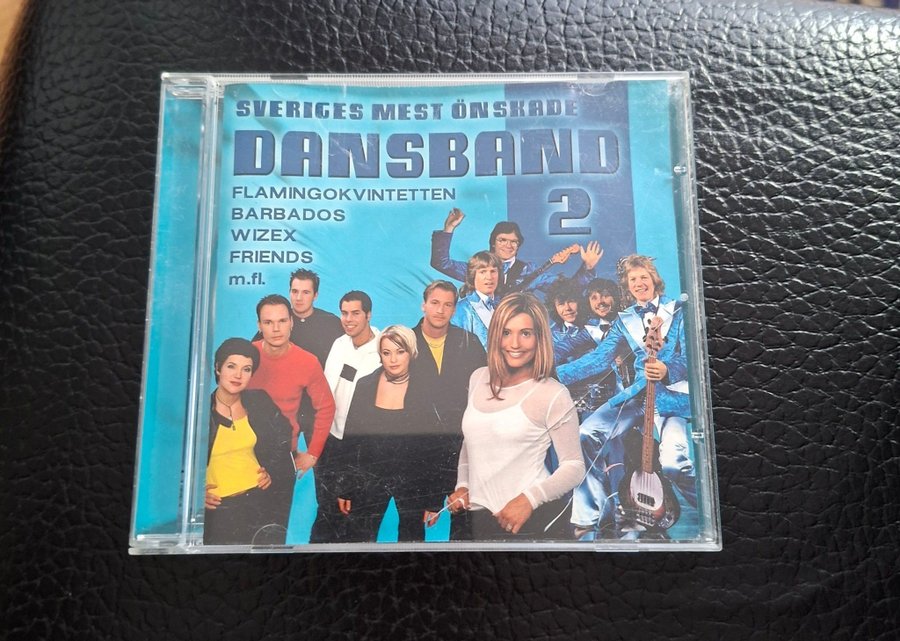 SVERIGES MEST ÖNSKADE
DANSBAND
2
FLAMINGOKVINTETTEN
BARBADOS
WIZEX
FRIENDS
m.fl.